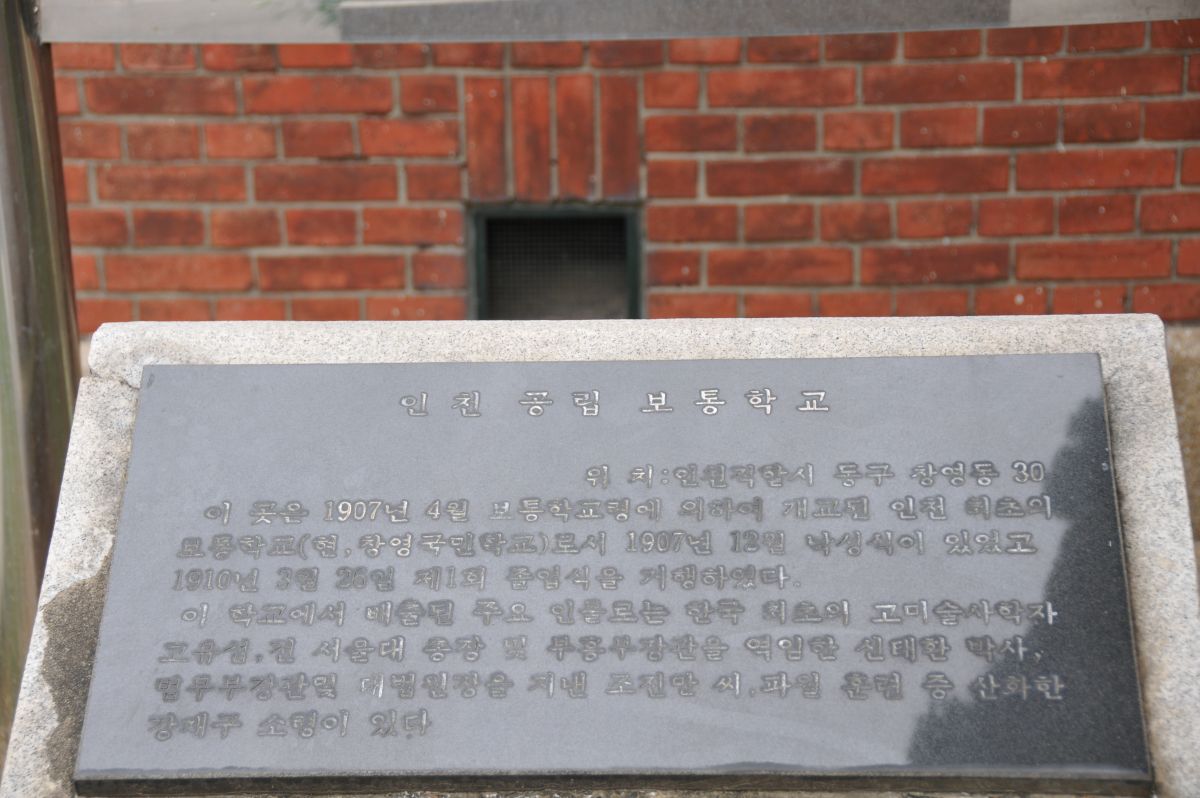 인천 공립 보통학교
위 치:인천직할시 동구 창영동 30
이 곳은 1907년 4월 보통학교령에 의하여 개교된 인천 최초의
보통학교(현,창영국민학교)로서 1907년 12월 낙성식이 있었고
1910년 3월 26일 제1회 졸업식을 거행하였다.
이 학교에서 배출된 주요 인물로는 한국 최초의 고미술사학자
고유섭,전 서울대 총장 및 부흥부장관을 역임한 신태환 박사,
법무부장관및 대법원장을 지낸 조진만 씨,파월 훈련 중 산화한
강재구 소령이 있다